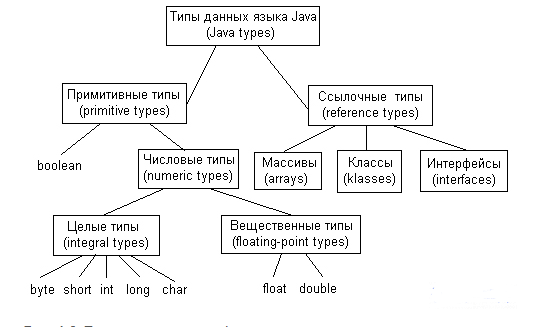 Типы данных языка Java
(Java types)
Примитивные типы
(primitive types)
Ссылочные типы
(reference types)
boolean
Числовые типы
(numeric types)
Массивы
(arrays)
Классы
(klasses)
Интерфейсы
(interfaces)
Целые типы
(integral types)
Вещественные типы
(floating-point types)
byte short int long char
float double